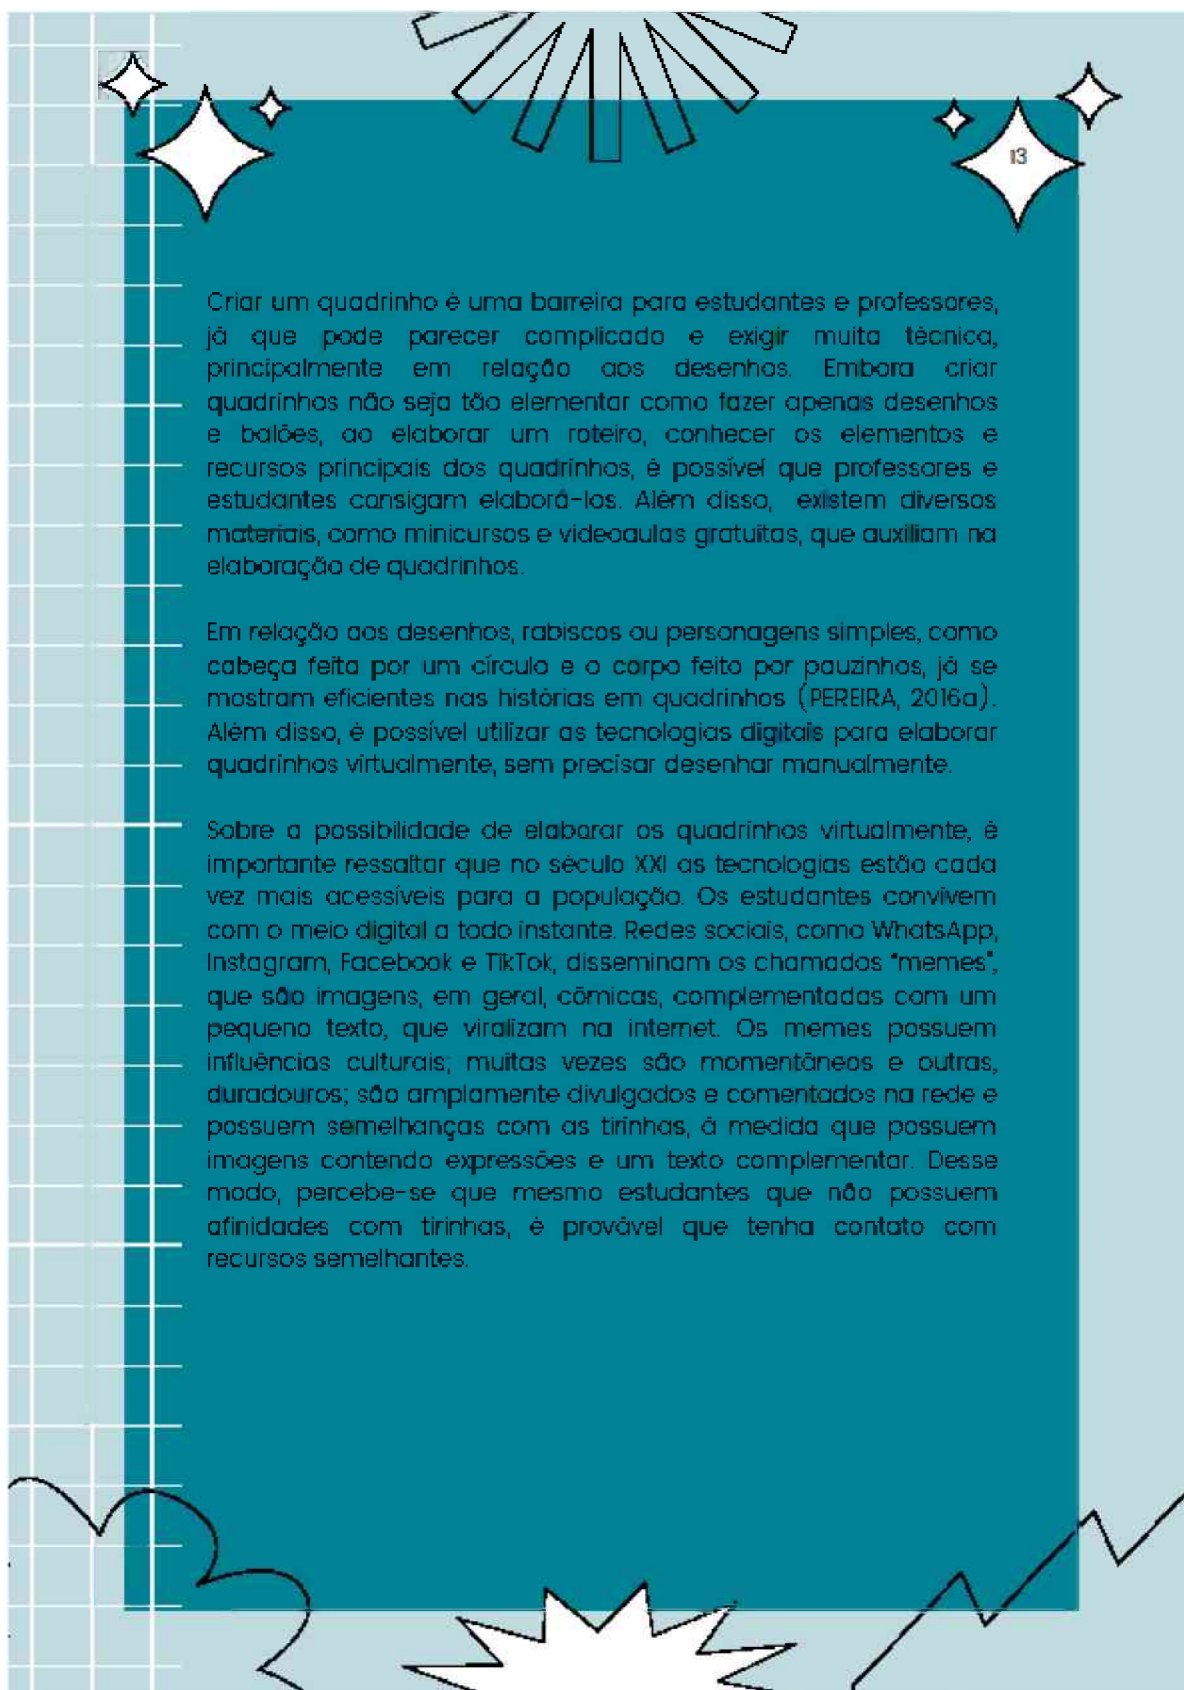 13
Criar um quadrinho é uma barreira para estudantes e professores,
já que pode parecer complicado e exigir muita técnica,
principalmente em relação aos desenhos. Embora criar
quadrinhos não seja tão elementar como fazer apenas desenhos
e balões, ao elaborar um roteiro, conhecer os elementos e
recursos principais dos quadrinhos, é possível que professores e
estudantes consigam elaborá-los. Além disso, existem diversos
materiais, como minicursos e videoaulas gratuitas, que auxiliam na
elaboração de quadrinhos.
Em relação aos desenhos, rabiscos ou personagens simples, como
cabeça feita por um círculo e o corpo feito por pauzinhos, já se
mostram eficientes nas histórias em quadrinhos (PEREIRA, 2016a).
Além disso, é possível utilizar as tecnologias digitais para elaborar
quadrinhos virtualmente, sem precisar desenhar manualmente.
Sobre a possibilidade de elaborar os quadrinhos virtualmente, é
importante ressaltar que no século XXI as tecnologias estão cada
vez mais acessíveis para a população. Os estudantes convivem
com o meio digital a todo instante. Redes sociais, como WhatsApp,
Instagram, Facebook e TikTok, disseminam os chamados “memes”,
que são imagens, em geral, cômicas, complementadas com um
pequeno texto, que viralizam na internet. Os memes possuem
influências culturais; muitas vezes são momentâneos e outras,
duradouros; são amplamente divulgados e comentados na rede e
possuem semelhanças com as tirinhas, à medida que possuem
imagens contendo expressões e um texto complementar. Desse
modo, percebe-se que mesmo estudantes que não possuem
afinidades com tirinhas, é provável que tenha contato com
recursos semelhantes.